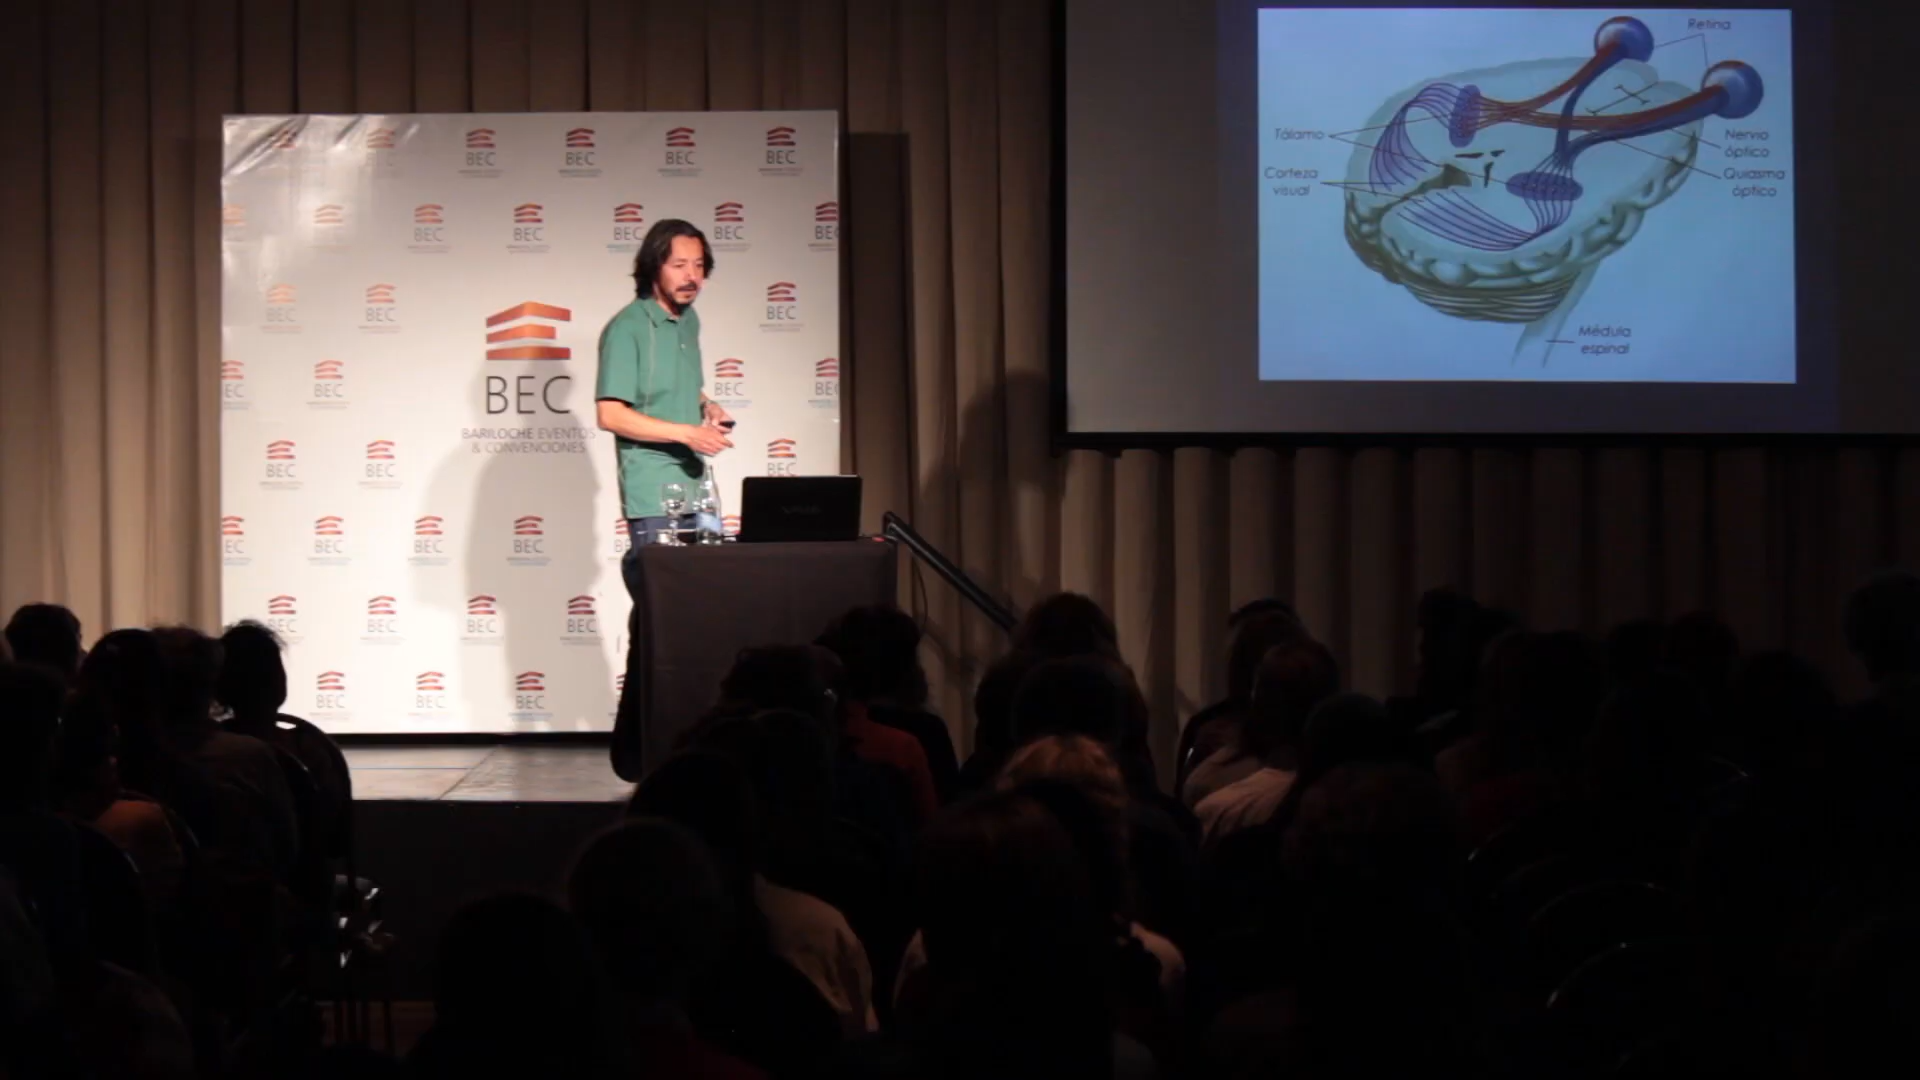 BEC
BARILOCHE EVENTOS
& CONVENCIONES
Retina
Tálamo
Nervio
óptico
Corteza
visual
Quiasma
óptico
Médula
espinal